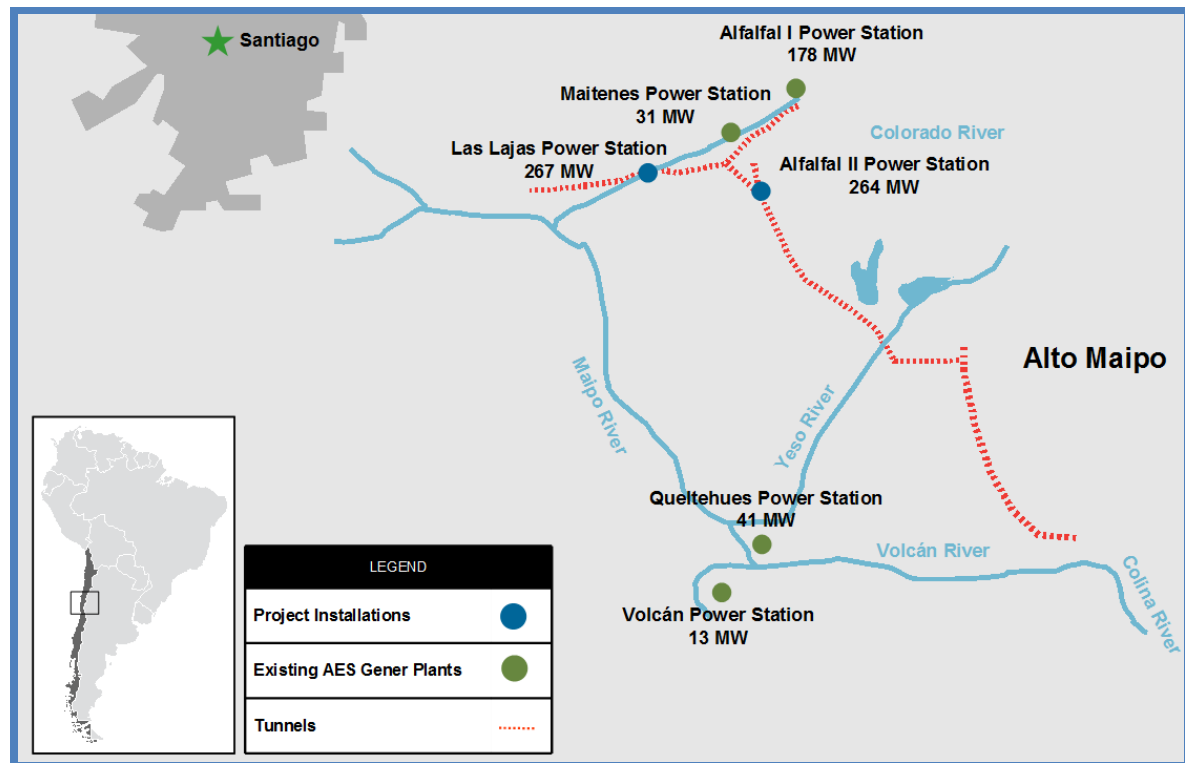 Santiago
Alfalfal I Power Station
178 MW
Maitenes Power Station
31 MW
Colorado River
Las Lajas Power Station
267 MW
Alfalfal II Power Station
264 MW
Alto Maipo
Maipo River
Yeso River
Queltehues Power Station
41 MW
Volcán River
Colina River
Volcán Power Station
13 MW
LEGEND
Project Installations
Existing AES Gener Plants
Tunnels